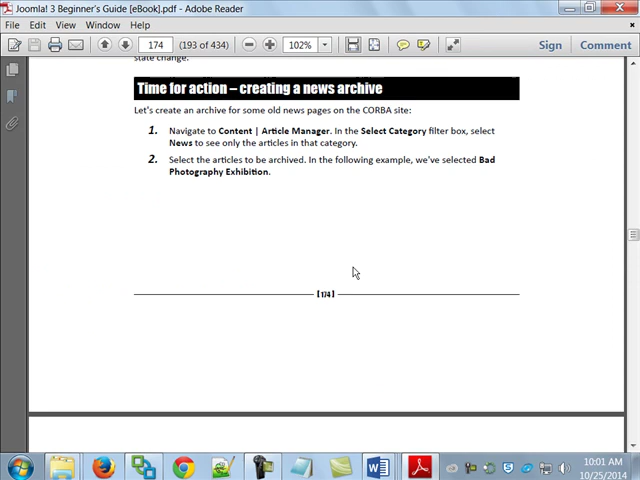 Joomla! 3 Beginner's Guide [eBook].pdf - Adobe Reader
File Edit View Window Help
174 (193 of 434) 102% Sign Comment
state change.
Time for action – creating a news archive
Let's create an archive for some old news pages on the CORBA site:
1. Navigate to Content | Article Manager. In the Select Category filter box, select
News to see only the articles in that category.
2. Select the articles to be archived. In the following example, we've selected Bad
Photography Exhibition.
[ 174 ]
10:01 AM
10/25/2014